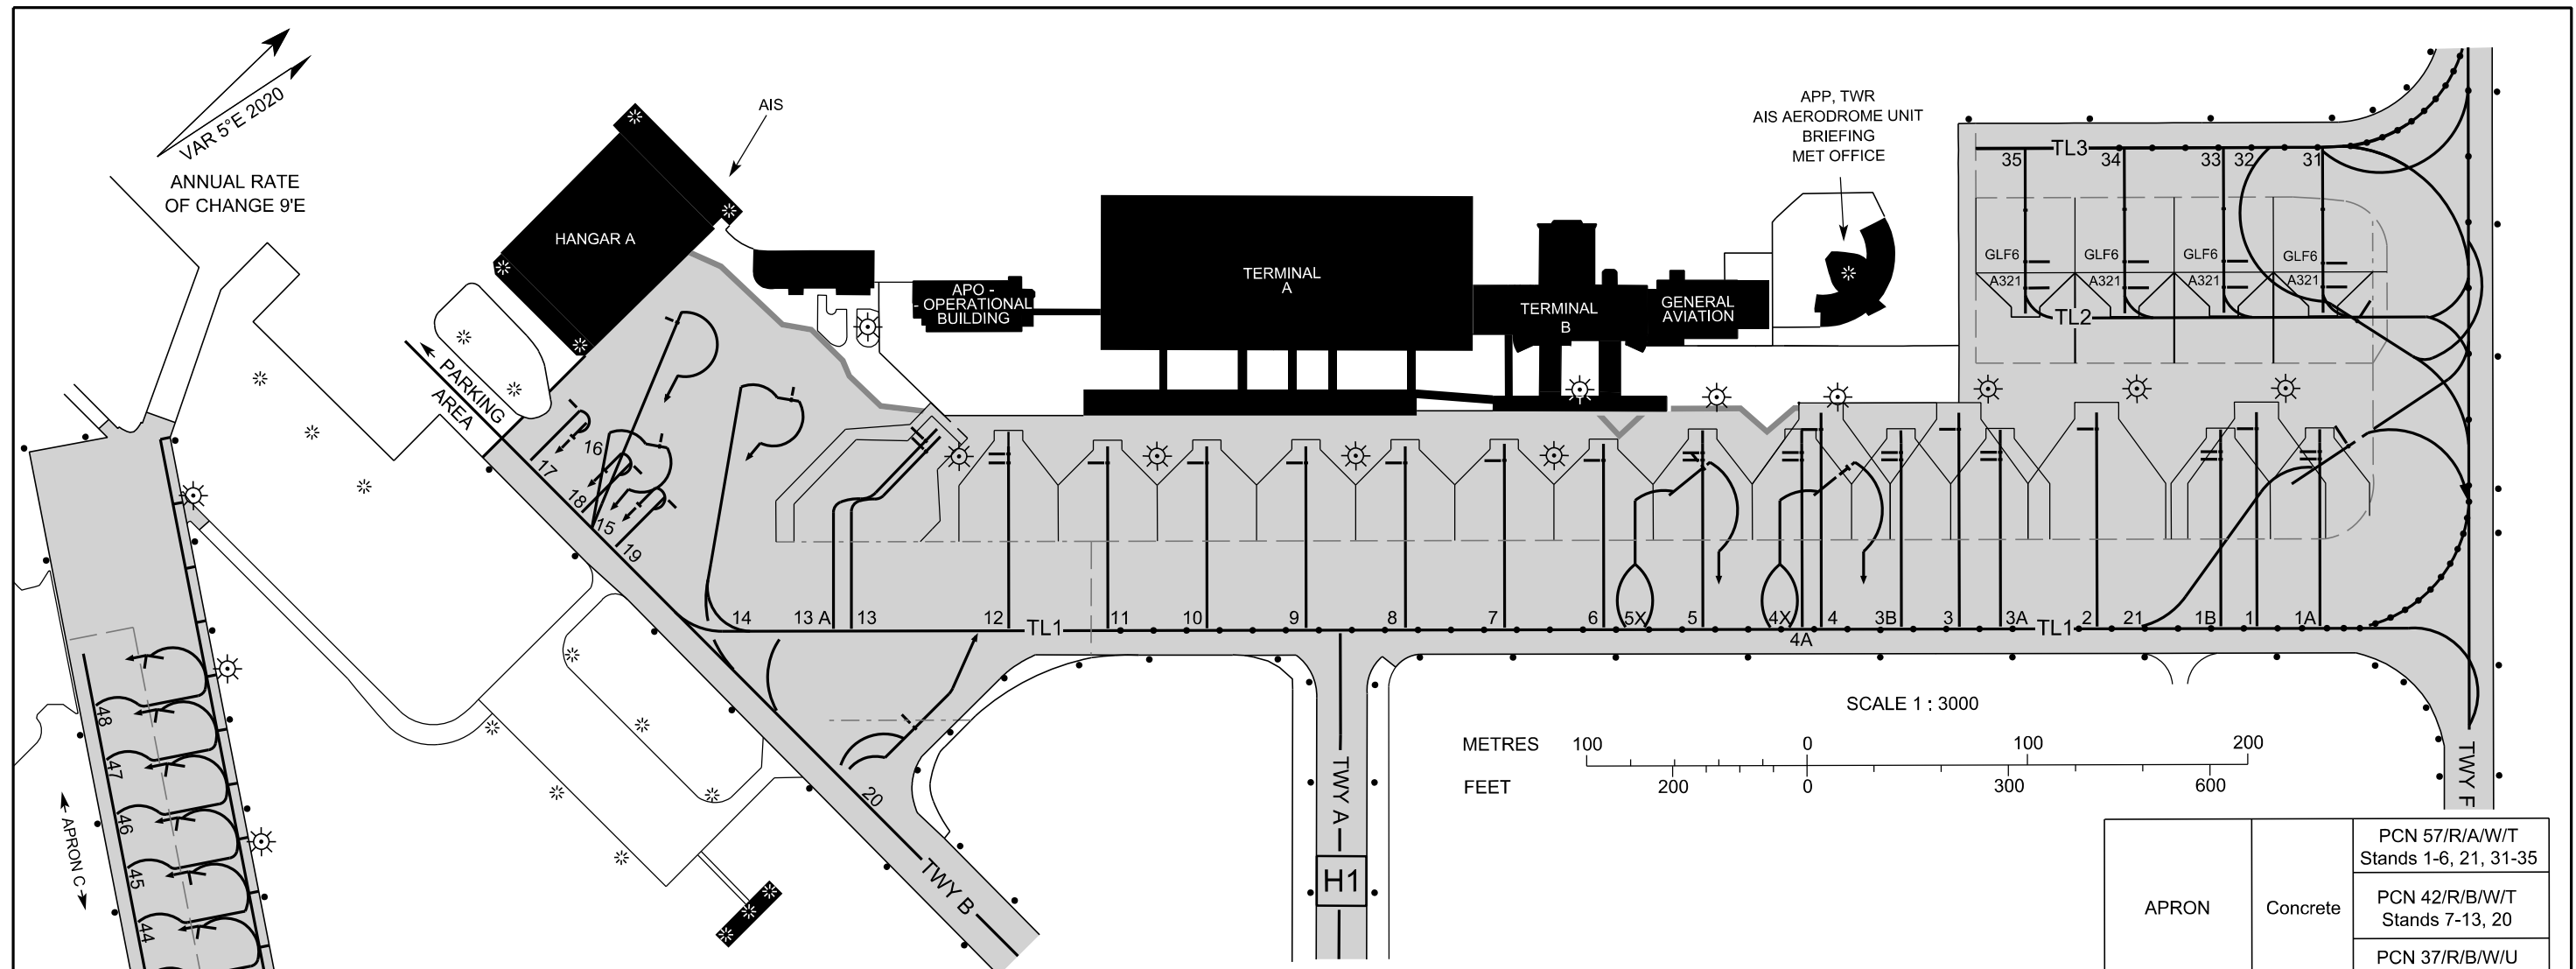 VAR 5°E 2020
ANNUAL RATE
OF CHANGE 9'E
AIS
HANGAR A
PARKING
AREA
APO -
- OPERATIONAL
BUILDING
TERMINAL
A
TERMINAL
B
GENERAL
AVIATION
APP, TWR
AIS AERODROME UNIT
BRIEFING
MET OFFICE
35
TL3
34
33
32
31
GLF6
GLF6
GLF6
GLF6
A321
A321
A321
A321
TL2
16
17
18
15
19
14
13 A
13
12
TL1
11
10
9
8
7
6
5X
5
4X
4
4A
3B
3
3A
TL1
2
21
1B
1
1A
48
47
46
45
44
APRON C
20
TWY B
TWY A
H1
TWY F
SCALE 1 : 3000
METRES 100 0 100 200
FEET 200 0 300 600
APRON
Concrete
PCN 57/R/A/W/T
Stands 1-6, 21, 31-35
PCN 42/R/B/W/T
Stands 7-13, 20
PCN 37/R/B/W/U